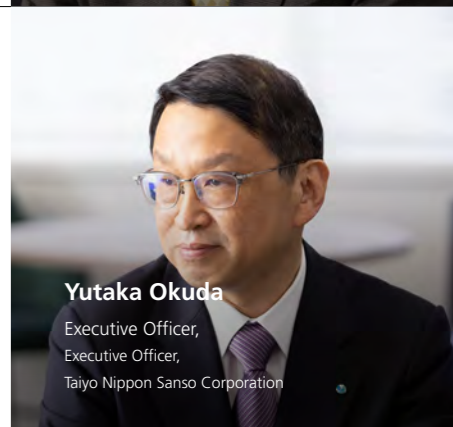 Yutaka Okuda
Executive Officer,
Executive Officer,
Taiyo Nippon Sanso Corporation